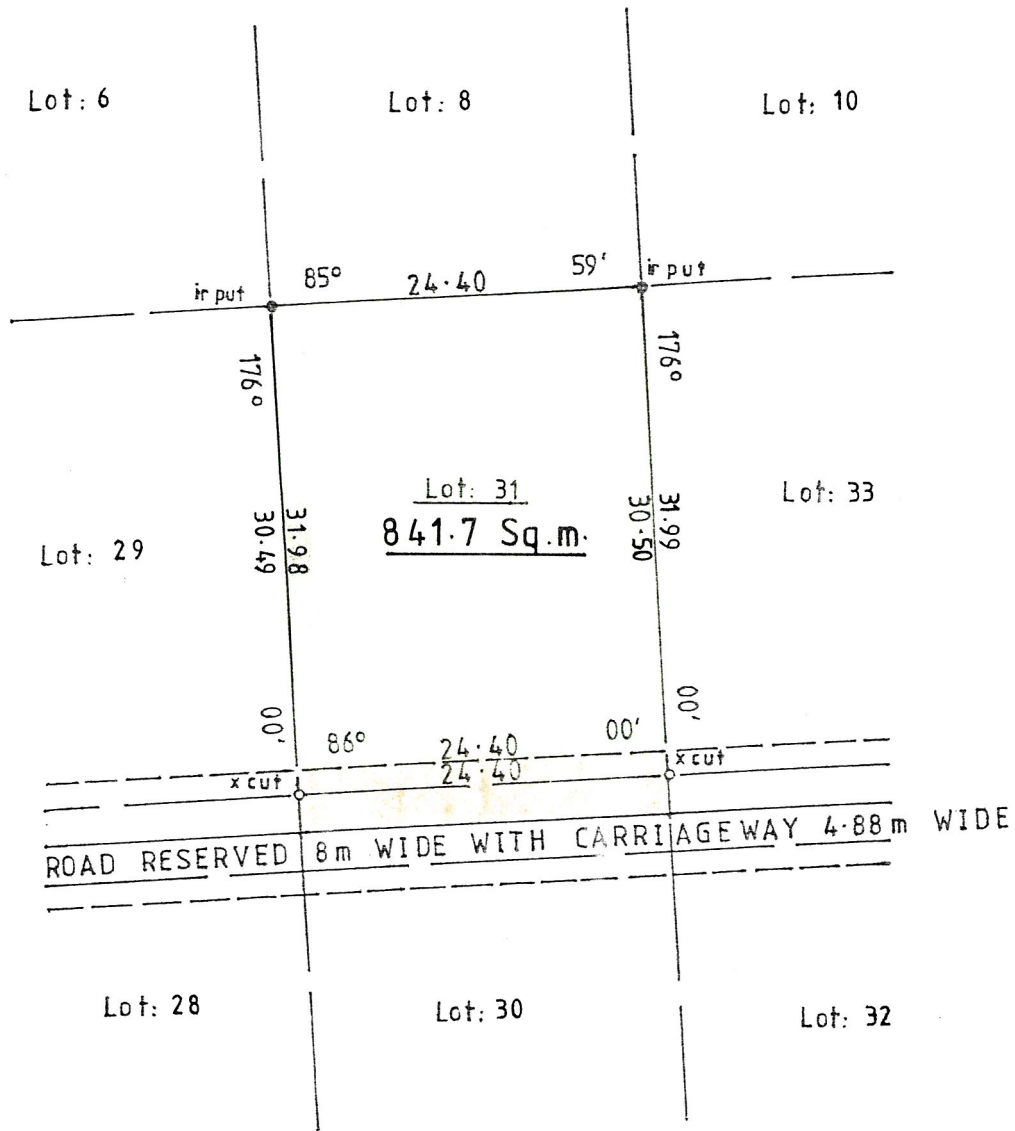 Lot: 6
Lot: 8
Lot: 10
85° 24·40 59'
ir put
ir put
176°
176°
Lot: 31
841·7 Sq.m.
31·98
30·49
31·99
30·50
Lot: 29
Lot: 33
00'
00'
86° 24·40 00'
24·40
x cut
x cut
ROAD RESERVED 8m WIDE WITH CARRIAGEWAY 4·88m WIDE
Lot: 28
Lot: 30
Lot: 32